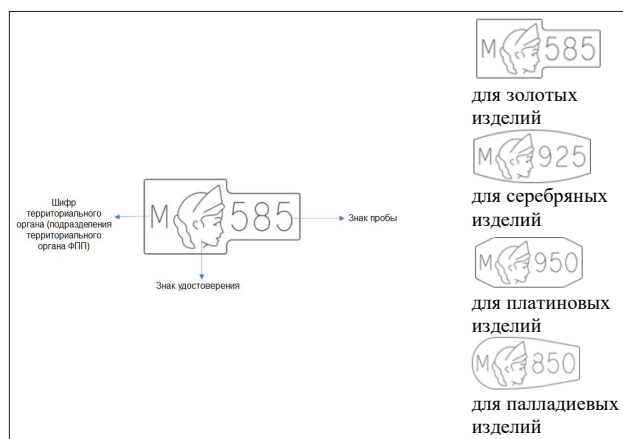 Шифр
территориального
органа (подразделения
территориального
органа ФПП)
М 585
Знак пробы
Знак удостоверения
М 585
для золотых
изделий
М 925
для серебряных
изделий
М 950
для платиновых
изделий
М 850
для палладиевых
изделий